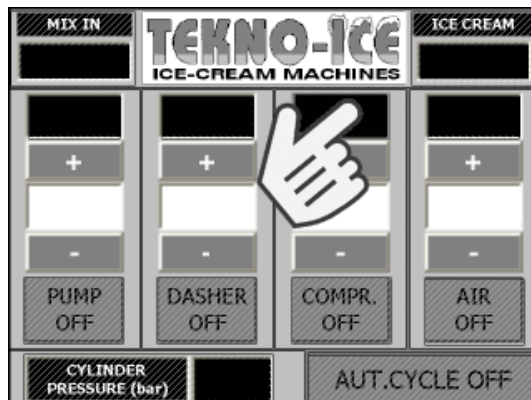 MIX IN
TEKNO-ICE
ICE-CREAM MACHINES
ICE CREAM
+
+
+
-
-
-
-
PUMP
OFF
DASHER
OFF
COMPR.
OFF
AIR
OFF
CYLINDER
PRESSURE (bar)
AUT.CYCLE OFF